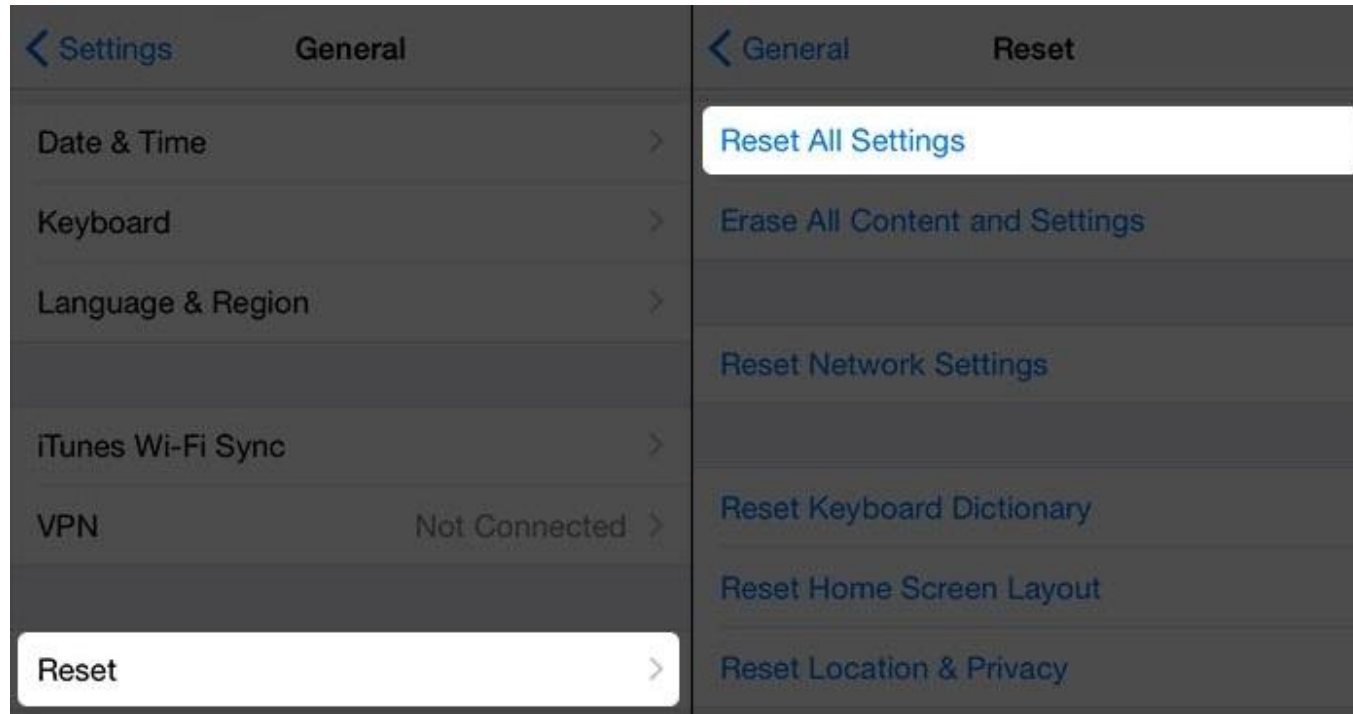 Settings
General
Date & Time
Keyboard
Language & Region
iTunes Wi-Fi Sync
VPN Not Connected
Reset
General
Reset
Reset All Settings
Erase All Content and Settings
Reset Network Settings
Reset Keyboard Dictionary
Reset Home Screen Layout
Reset Location & Privacy